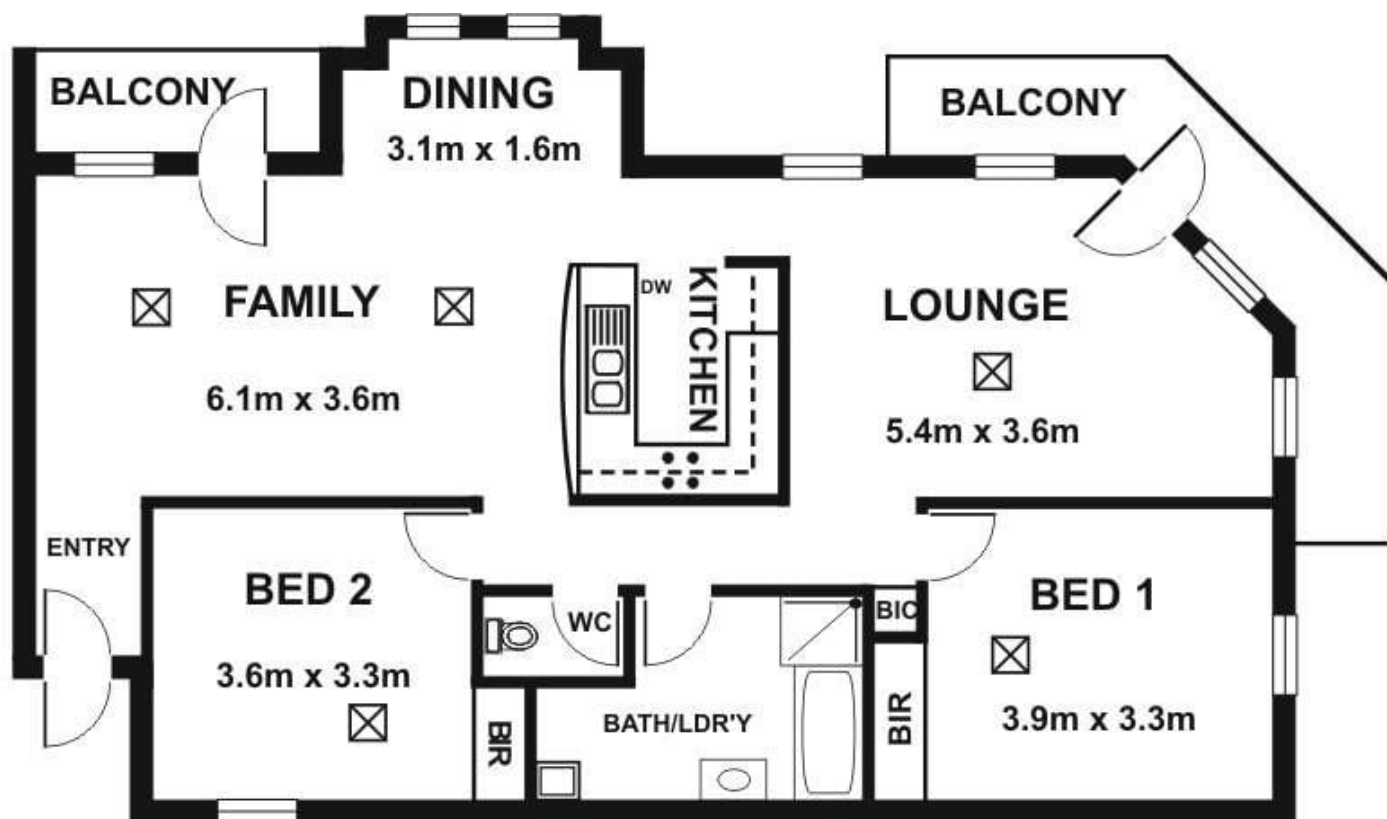 BALCONY
DINING
3.1m x 1.6m
BALCONY
FAMILY
6.1m x 3.6m
DW
KITCHEN
LOUNGE
5.4m x 3.6m
ENTRY
BED 2
3.6m x 3.3m
WC
BIC
BED 1
3.9m x 3.3m
BIR
BATH/LDR'Y
BIR